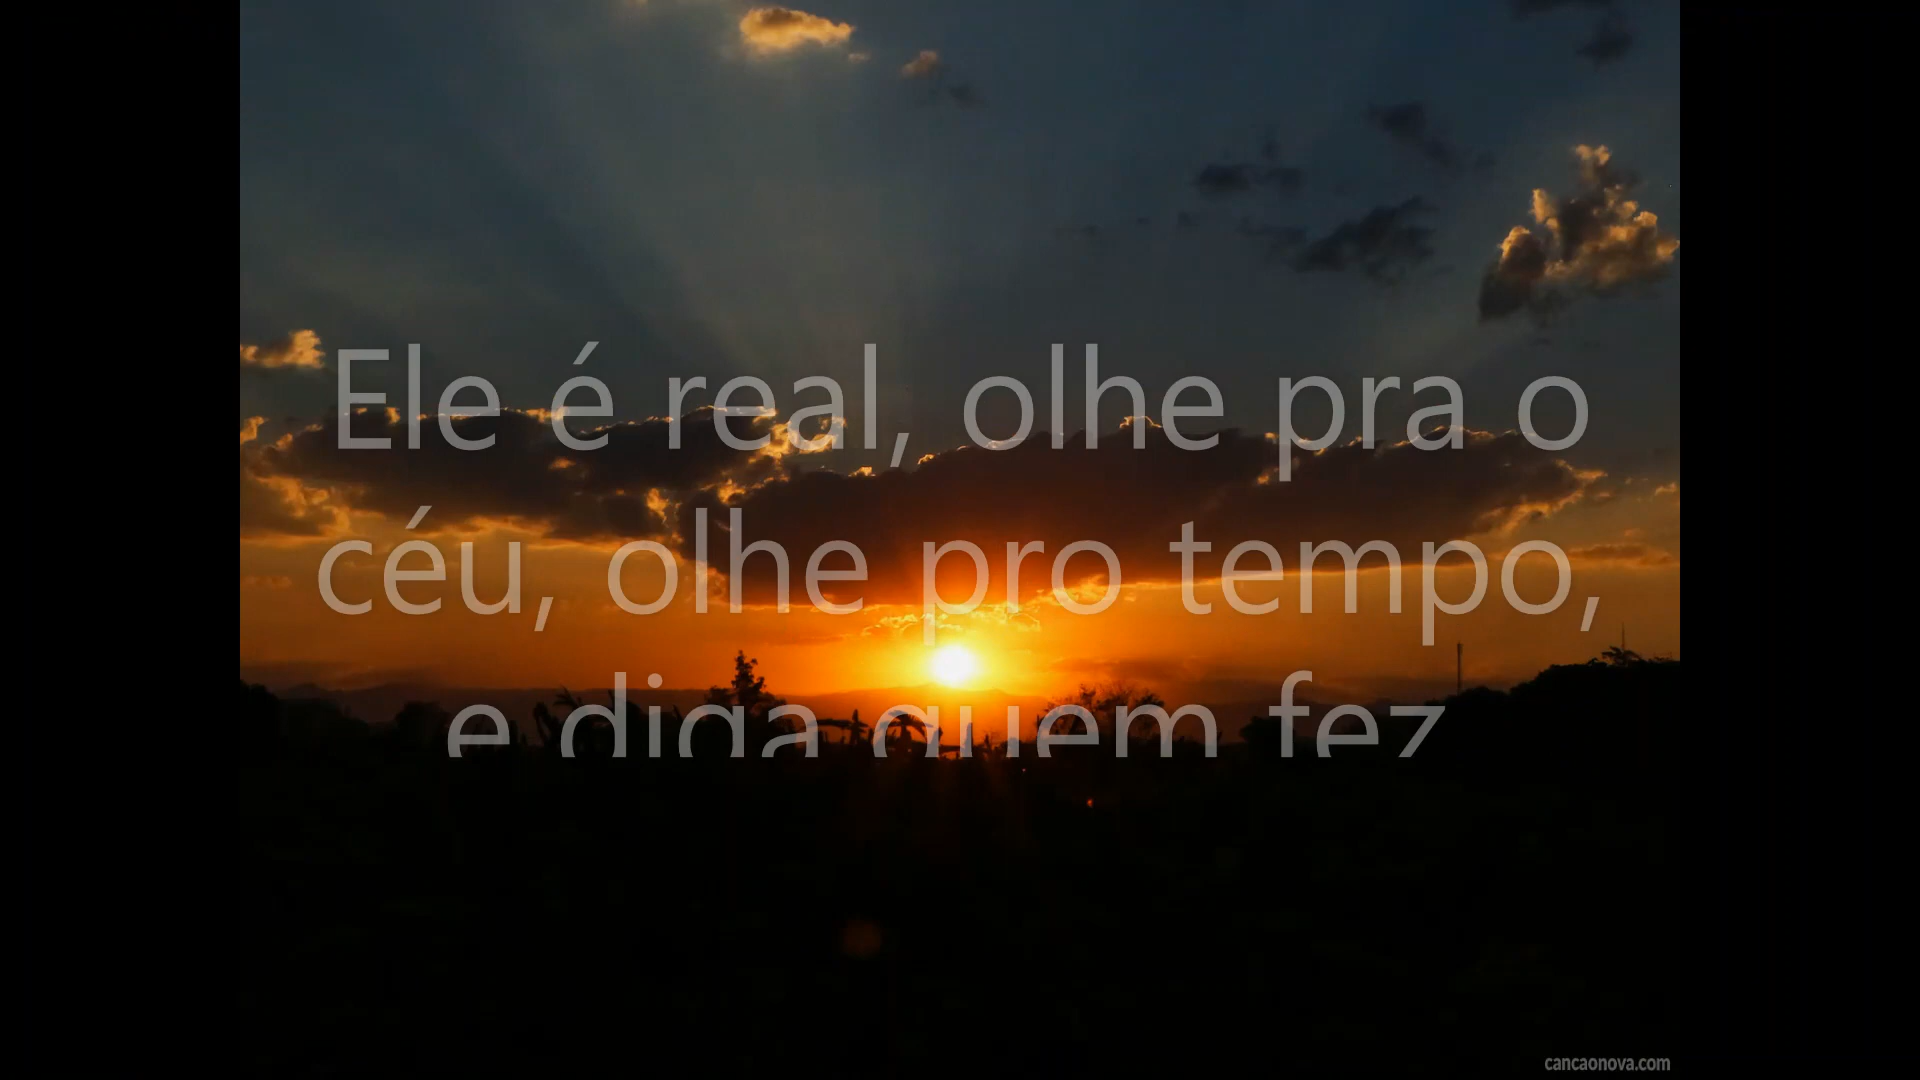 Ele é real, olhe pra o
céu, olhe pro tempo,
e diga quem fez
cancaonova.com